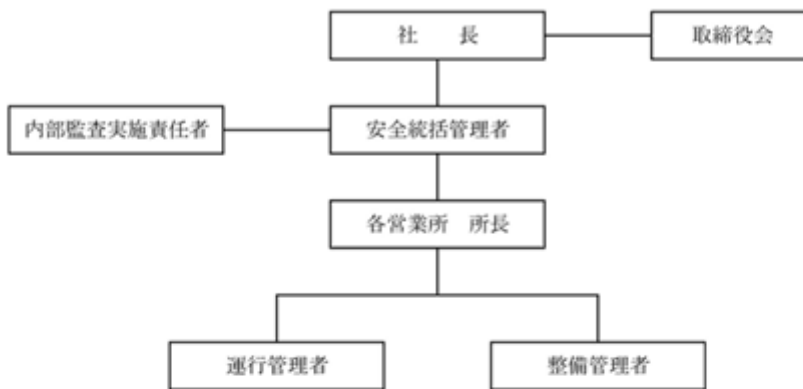 社　　長
取締役会
内部監査実施責任者
安全統括管理者
各営業所　所長
運行管理者
整備管理者